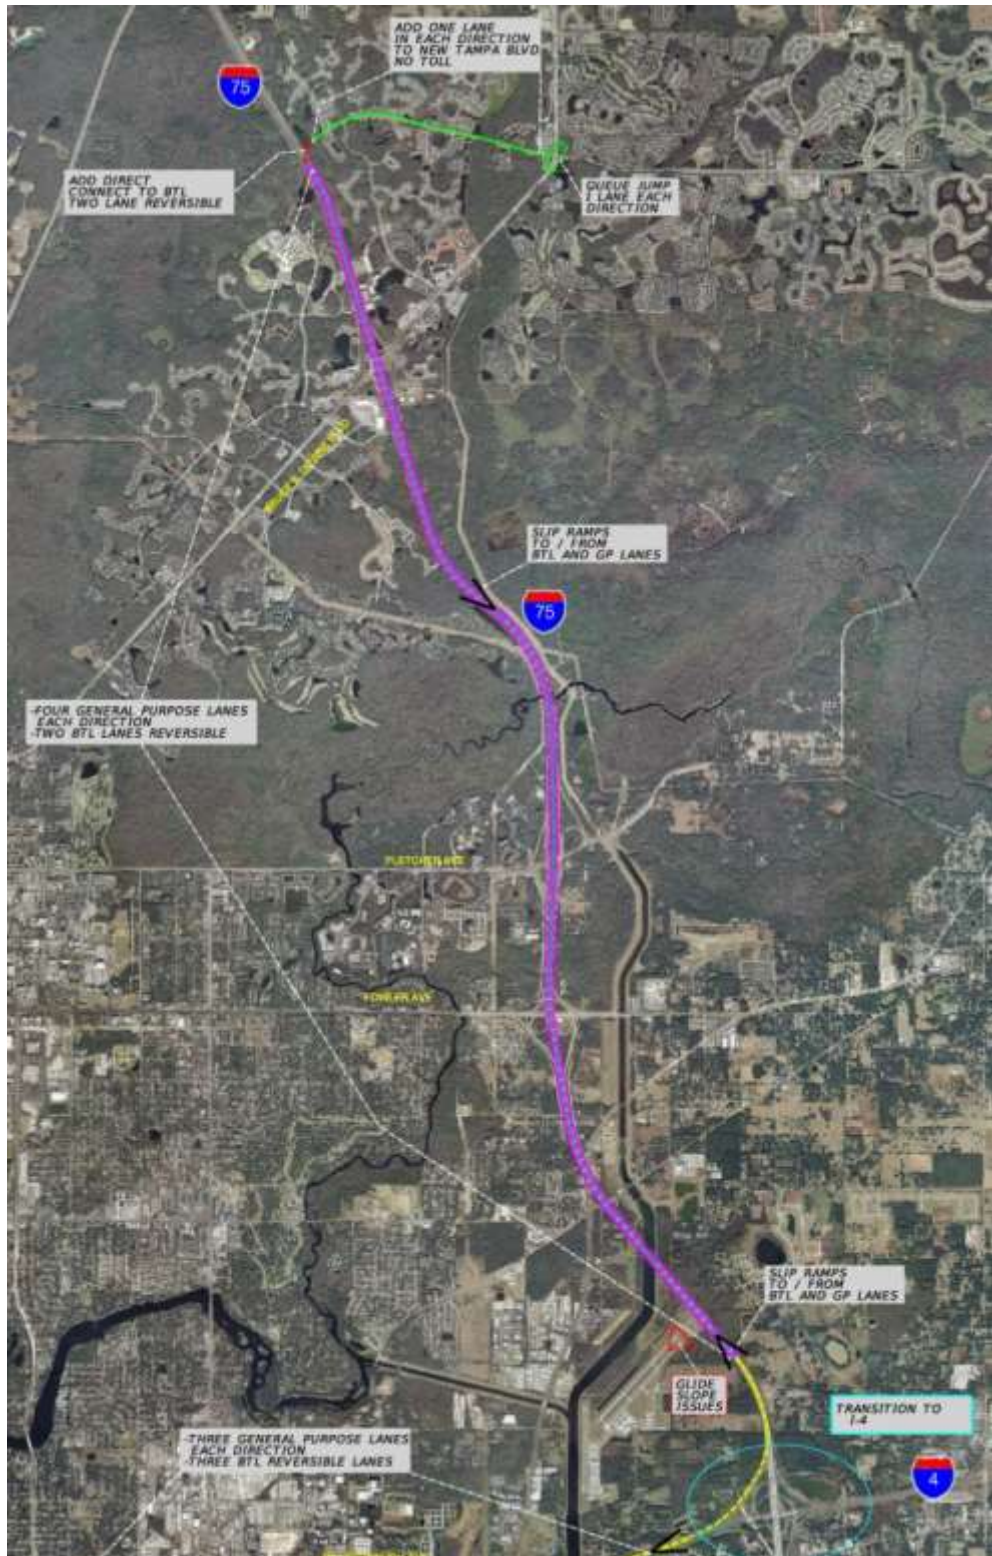 ADD ONE LANE
IN EACH DIRECTION
TO NEW TAMPA BLVD
NO TOLL
75
ADD DIRECT
CONNECT TO BTL
TWO LANE REVERSIBLE
QUEUE JUMP
1 LANE EACH
DIRECTION
SLIP RAMPS
TO / FROM
BTL AND GP LANES
75
-FOUR GENERAL PURPOSE LANES
EACH DIRECTION
-TWO BTL LANES REVERSIBLE
FLETCHER AVE
FOWLER AVE
SLIP RAMPS
TO / FROM
BTL AND GP LANES
GLIDE
SLOPE
ISSUES
TRANSITION TO
I-4
-THREE GENERAL PURPOSE LANES
EACH DIRECTION
-THREE BTL REVERSIBLE LANES
4